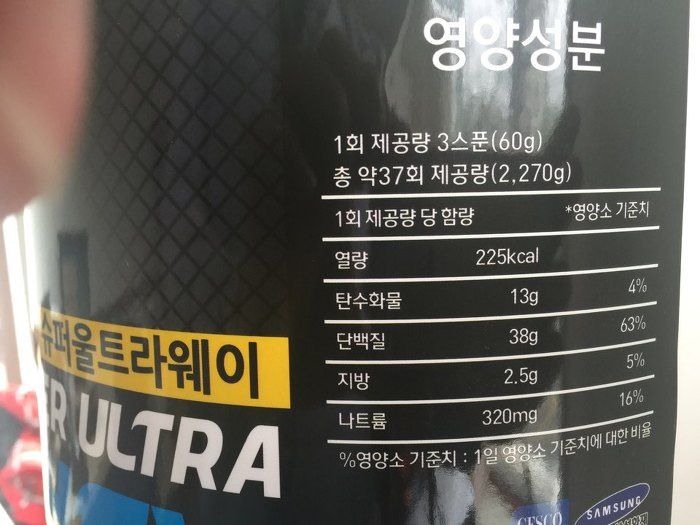 영양성분
1회 제공량 3스푼(60g)
총 약37회 제공량(2,270g)
1회 제공량 당 함량 *영양소 기준치
열량 225kcal
탄수화물 13g 4%
단백질 38g 63%
지방 2.5g 5%
나트륨 320mg 16%
%영양소 기준치 : 1일 영양소 기준치에 대한 비율
슈퍼울트라웨이
ER ULTRA
CESCO
SAMSUNG